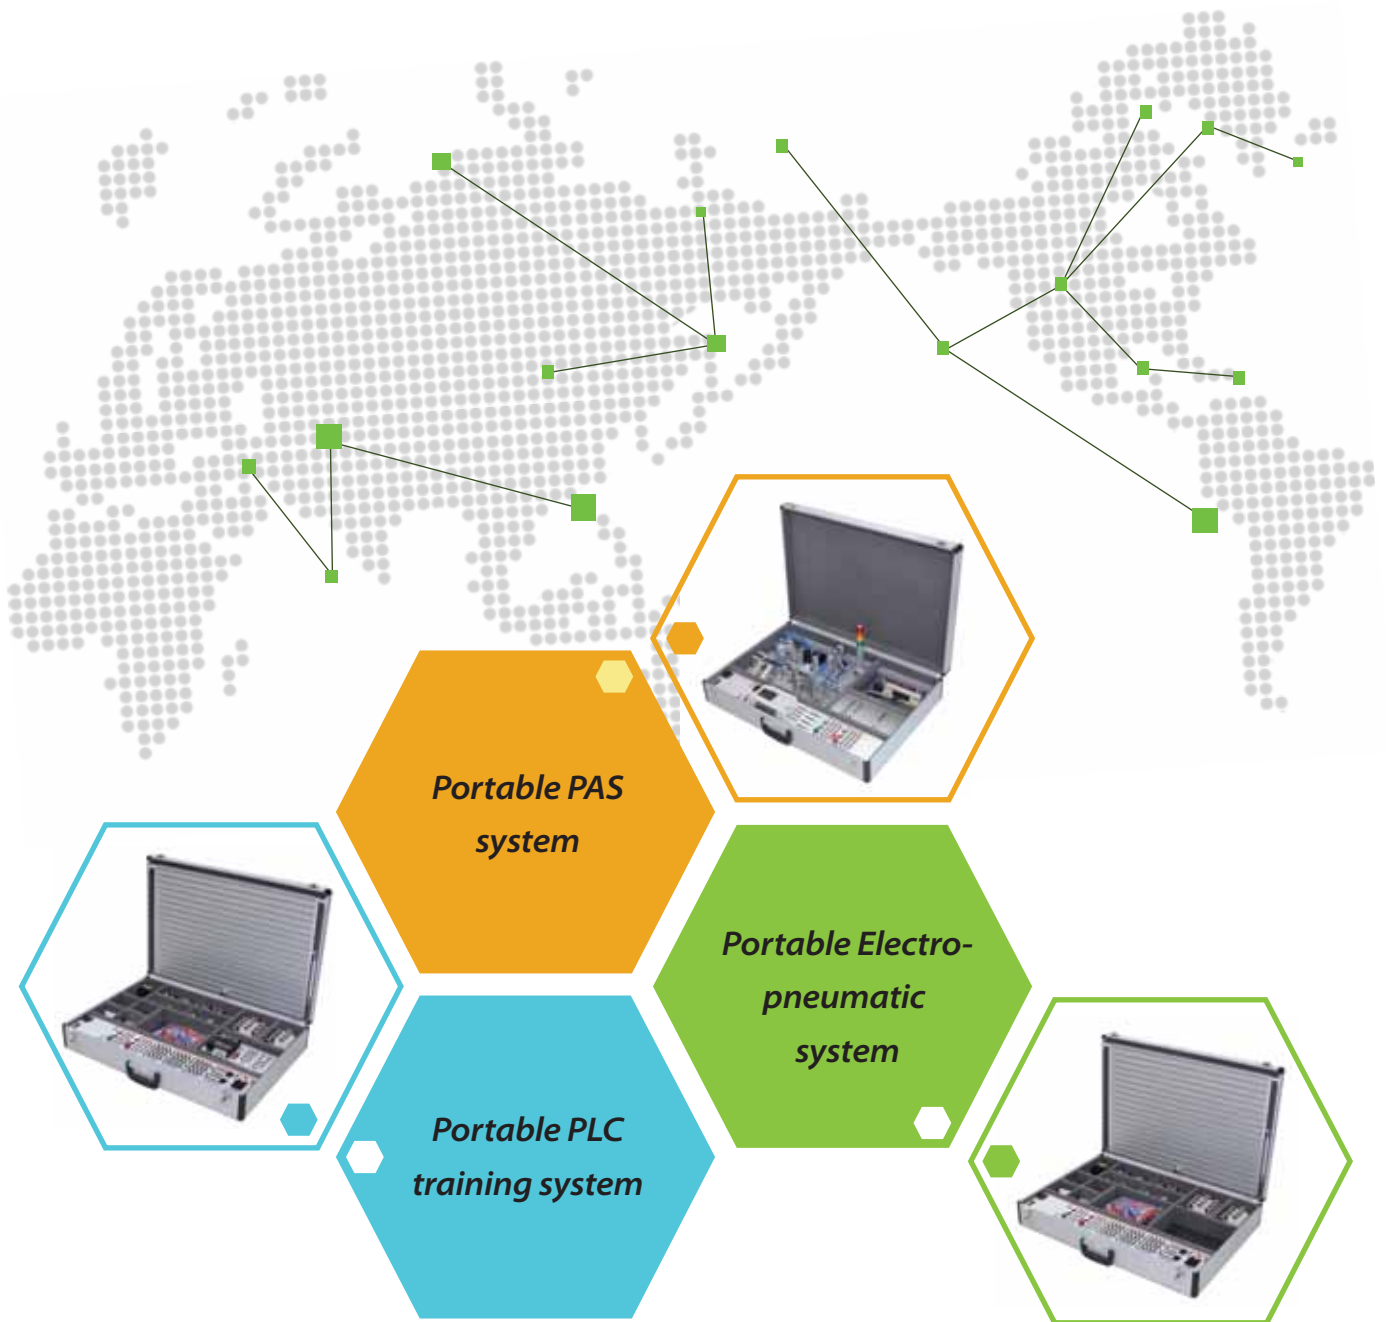 Portable PAS
system
Portable Electro-
pneumatic
system
Portable PLC
training system